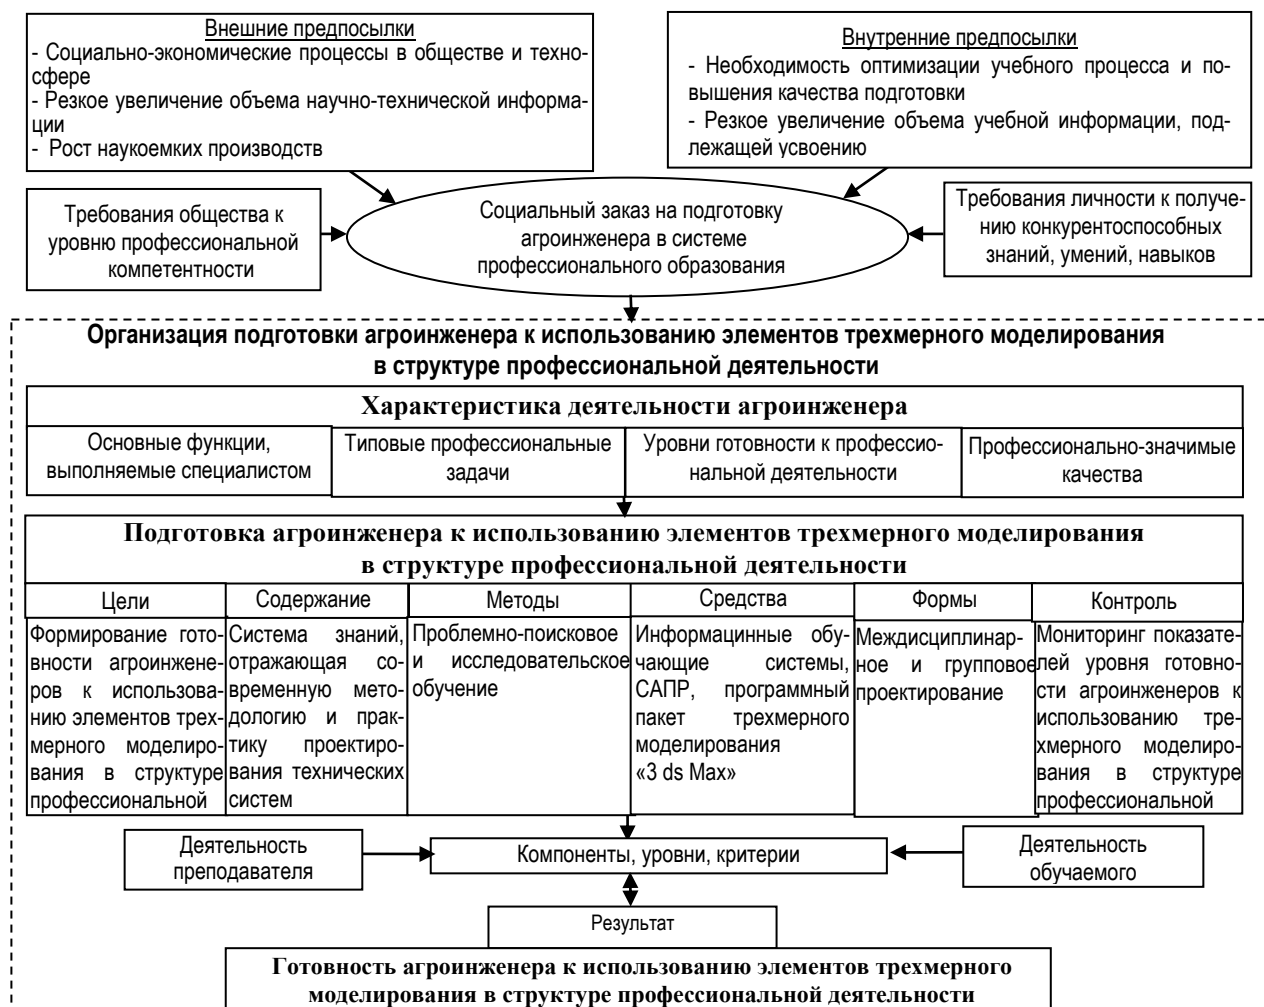 Внешние предпосылки
- Социально-экономические процессы в обществе и техно-
сфере
- Резкое увеличение объема научно-технической информа-
ции
- Рост наукоемких производств
Внутренние предпосылки
- Необходимость оптимизации учебного процесса и по-
вышения качества подготовки
- Резкое увеличение объема учебной информации, под-
лежащей усвоению
Требования общества к
уровню профессиональной
компетентности
Социальный заказ на подготовку
агроинженера в системе
профессионального образования
Требования личности к получе-
нию конкурентоспособных
знаний, умений, навыков
Организация подготовки агроинженера к использованию элементов трехмерного моделирования
в структуре профессиональной деятельности
Характеристика деятельности агроинженера
Основные функции,
выполняемые специалистом
Типовые профессиональные
задачи
Уровни готовности к профессио-
нальной деятельности
Профессионально-значимые
качества
Подготовка агроинженера к использованию элементов трехмерного моделирования
в структуре профессиональной деятельности
Цели
Формирование гото-
вности агроинжене-
ров к использова-
нию элементов трех-
мерного моделиро-
вания в структуре
профессиональной
Содержание
Система знаний,
отражающая со-
временную мето-
дологию и прак-
тику проектиро-
вания технических
систем
Методы
Проблемно-поисковое
и исследовательское
обучение
Средства
Информацинные обу-
чающие системы,
САПР, программный
пакет трехмерного
моделирования
«3 ds Max»
Формы
Междисциплинар-
ное и групповое
проектирование
Контроль
Мониторинг показате-
лей уровня готовно-
сти агроинженеров к
использованию тре-
хмерного моделиро-
вания в структуре
профессиональной
Деятельность
преподавателя
Компоненты, уровни, критерии
Деятельность
обучаемого
Результат
Готовность агроинженера к использованию элементов трехмерного
моделирования в структуре профессиональной деятельности